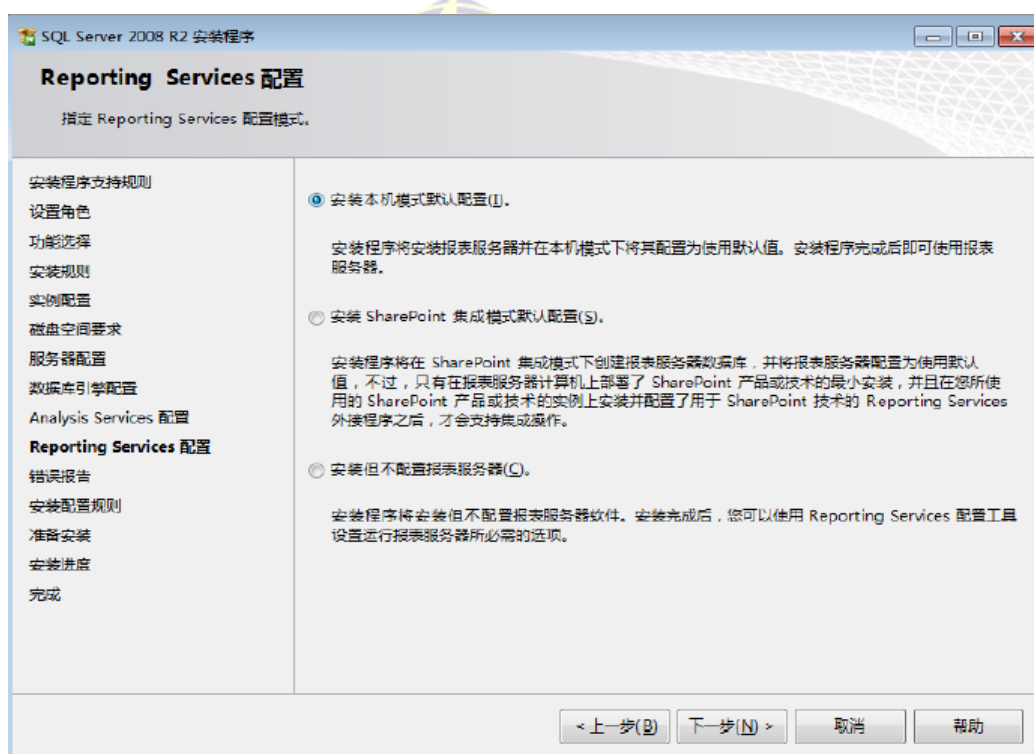 SQL Server 2008 R2 安装程序
Reporting Services 配置
指定 Reporting Services 配置模式。
安装程序支持规则
设置角色
功能选择
安装规则
实例配置
磁盘空间要求
服务器配置
数据库引擎配置
Analysis Services 配置
Reporting Services 配置
错误报告
安装配置规则
准备安装
安装进度
完成
安装本机模式默认配置(I)。
安装程序将安装报表服务器并在本机模式下将其配置为使用默认值。安装程序完成后即可使用报表
服务器。
安装 SharePoint 集成模式默认配置(S)。
安装程序将在 SharePoint 集成模式下创建报表服务器数据库，并将报表服务器配置为使用默认
值，不过，只有在报表服务器计算机上部署了 SharePoint 产品或技术的最小安装，并且在您所使
用的 SharePoint 产品或技术的实例上安装并配置了用于 SharePoint 技术的 Reporting Services
外接程序之后，才会支持集成操作。
安装但不配置报表服务器(C)。
安装程序将安装但不配置报表服务器软件。安装完成后，您可以使用 Reporting Services 配置工具
设置运行报表服务器所必需的选项。
< 上一步(B)
下一步(N) >
取消
帮助